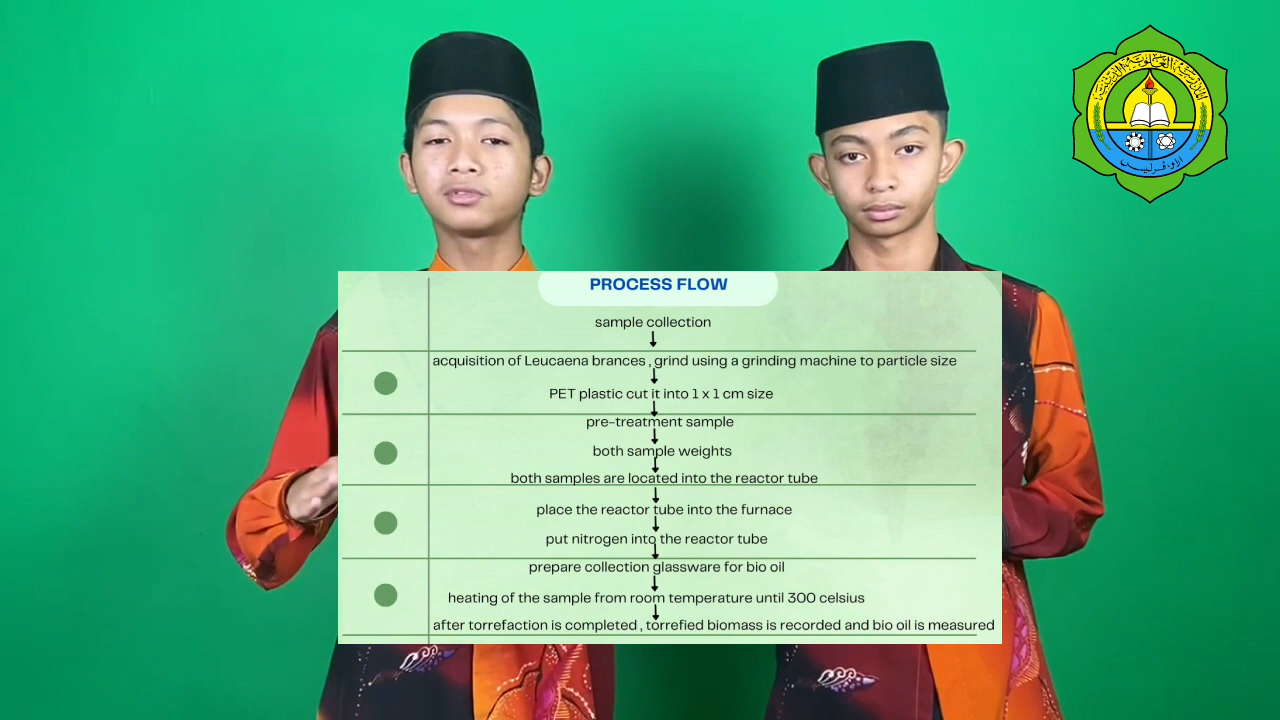 المدرسة العلوية الدينية
ڤرليس
PROCESS FLOW
sample collection
acquisition of Leucaena brances , grind using a grinding machine to particle size
PET plastic cut it into 1 x 1 cm size
pre-treatment sample
both sample weights
both samples are located into the reactor tube
place the reactor tube into the furnace
put nitrogen into the reactor tube
prepare collection glassware for bio oil
heating of the sample from room temperature until 300 celsius
after torrefaction is completed , torrefied biomass is recorded and bio oil is measured